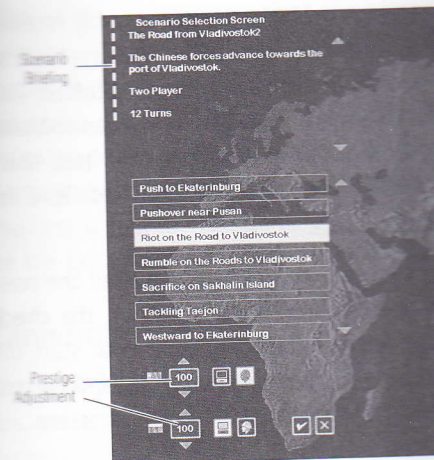 Scenario Selection Screen
The Road from Vladivostok2
The Chinese forces advance towards the
port of Vladivostok.
Two Player
12 Turns
Scenario
Briefing
Push to Ekaterinburg
Pushover near Pusan
Riot on the Road to Vladivostok
Rumble on the Roads to Vladivostok
Sacrifice on Sakhalin Island
Tackling Taejon
Westward to Ekaterinburg
Prestige
Adjustment
100
100